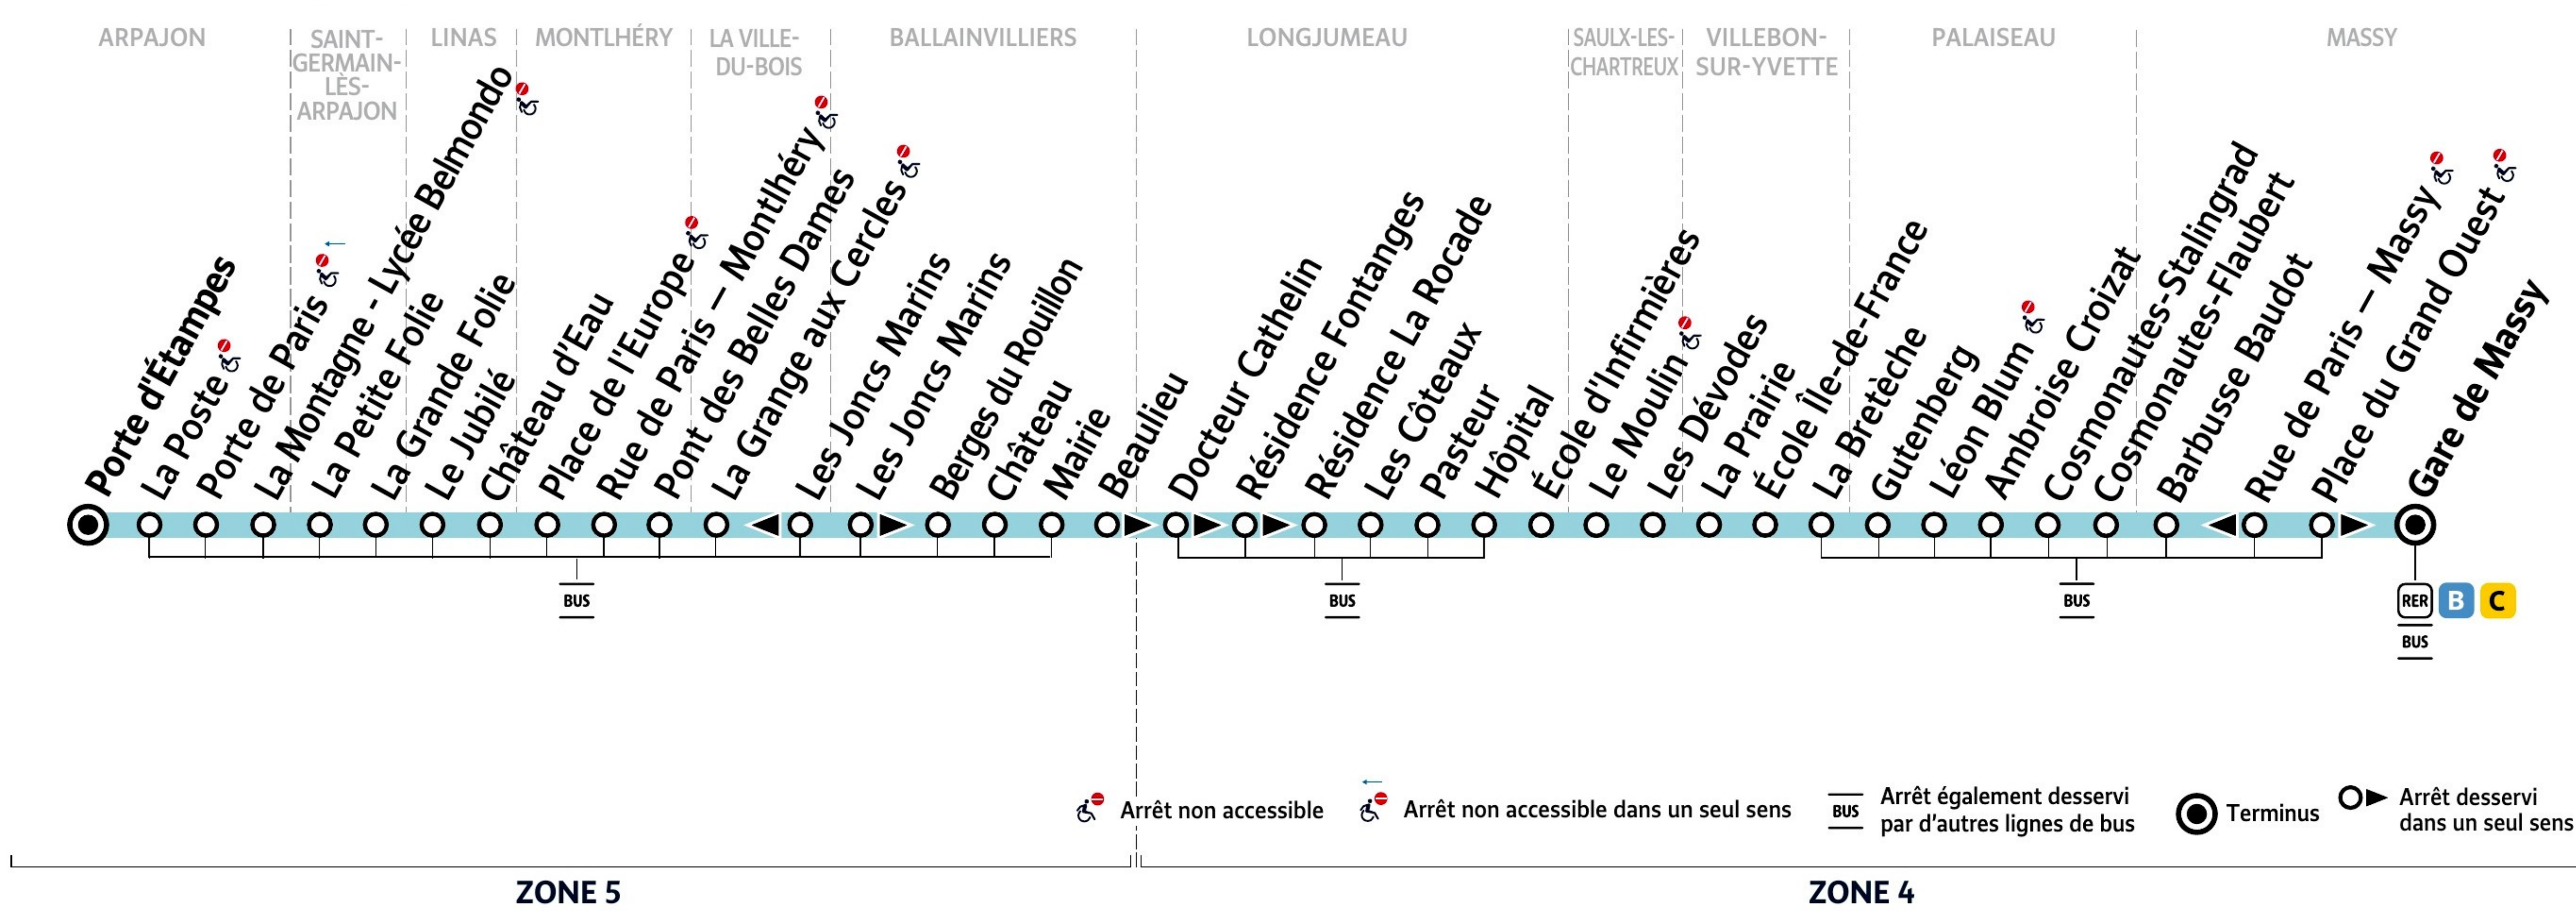 ARPAJON
SAINT-
GERMAIN-
LÈS-
ARPAJON
LINAS
MONTLHÉRY
LA VILLE-
DU-BOIS
BALLAINVILLIERS
LONGJUMEAU
SAULX-LES-
CHARTREUX
VILLEBON-
SUR-YVETTE
PALAISEAU
MASSY
Porte d'Étampes
La Poste
Porte de Paris
La Montagne - Lycée Belmondo
La Petite Folie
La Grande Folie
Le Jubilé
Château d'Eau
Place de l'Europe
Rue de Paris — Montlhéry
Pont des Belles Dames
La Grange aux Cercles
Les Joncs Marins
Les Joncs Marins
Berges du Rouillon
Château
Mairie
Beaulieu
Docteur Cathelin
Résidence Fontanges
Résidence La Rocade
Les Côteaux
Pasteur
Hôpital
École d'Infirmières
Le Moulin
Les Dévodes
La Prairie
École Île-de-France
La Bretèche
Gutenberg
Léon Blum
Ambroise Croizat
Cosmonautes-Stalingrad
Cosmonautes-Flaubert
Barbusse Baudot
Rue de Paris — Massy
Place du Grand Ouest
Gare de Massy
BUS
BUS
BUS
RER B C
BUS
Arrêt non accessible
Arrêt non accessible dans un seul sens
BUS
Arrêt également desservi
par d'autres lignes de bus
Terminus
Arrêt desservi
dans un seul sens
ZONE 5
ZONE 4